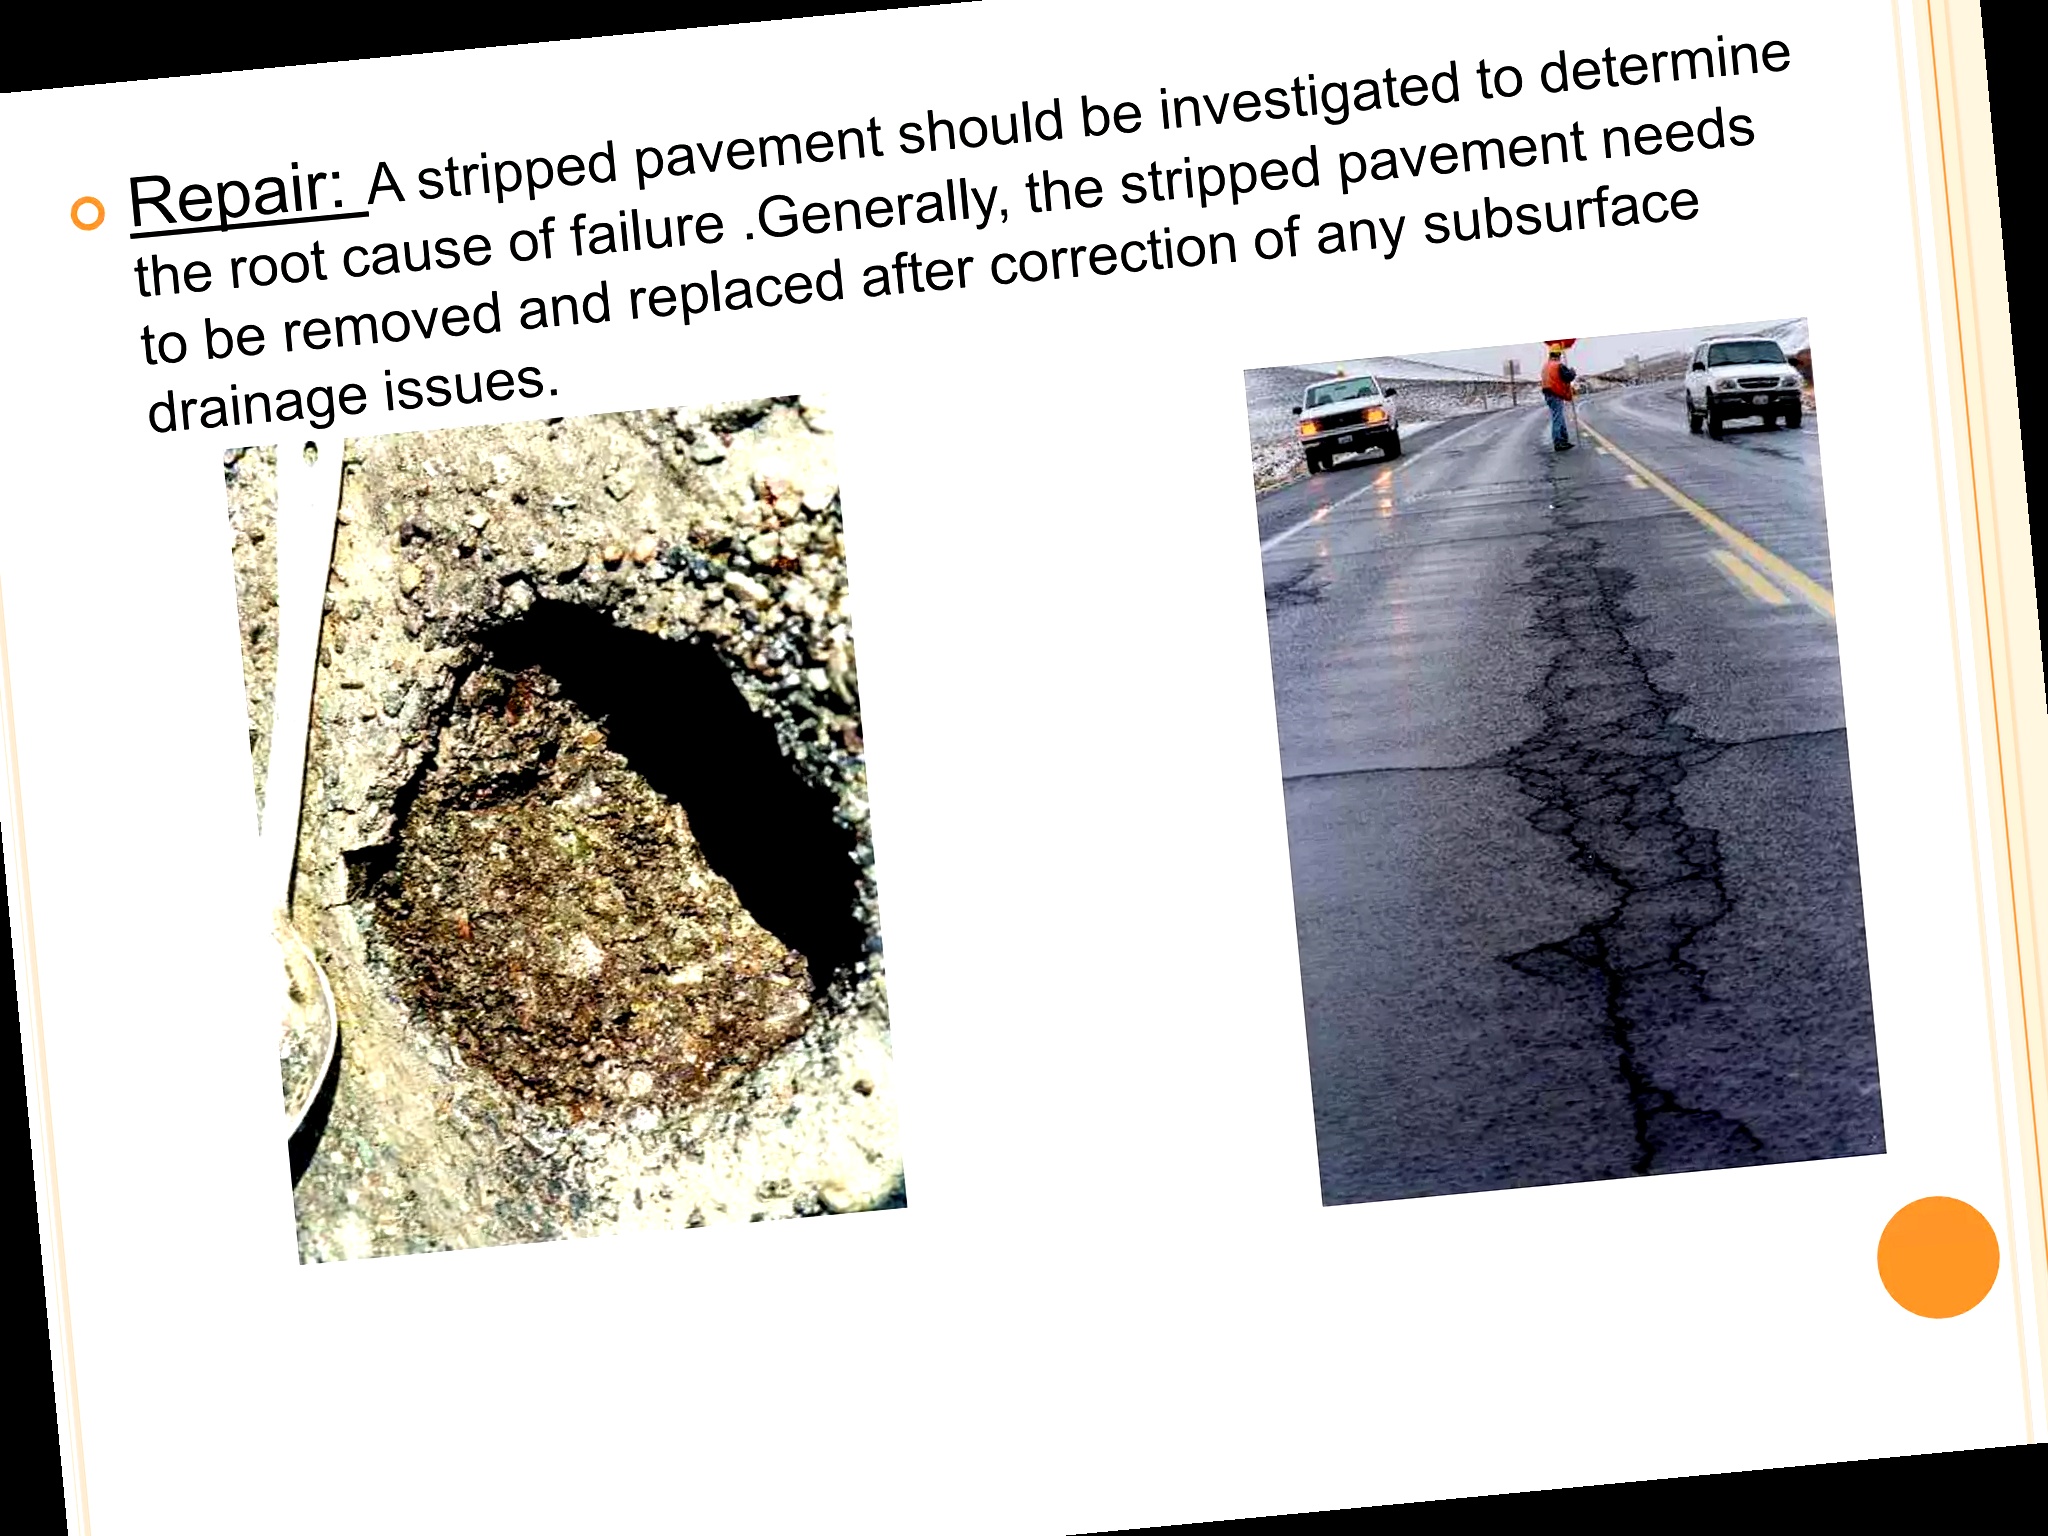 Repair: A stripped pavement should be investigated to determine
the root cause of failure .Generally, the stripped pavement needs
to be removed and replaced after correction of any subsurface
drainage issues.